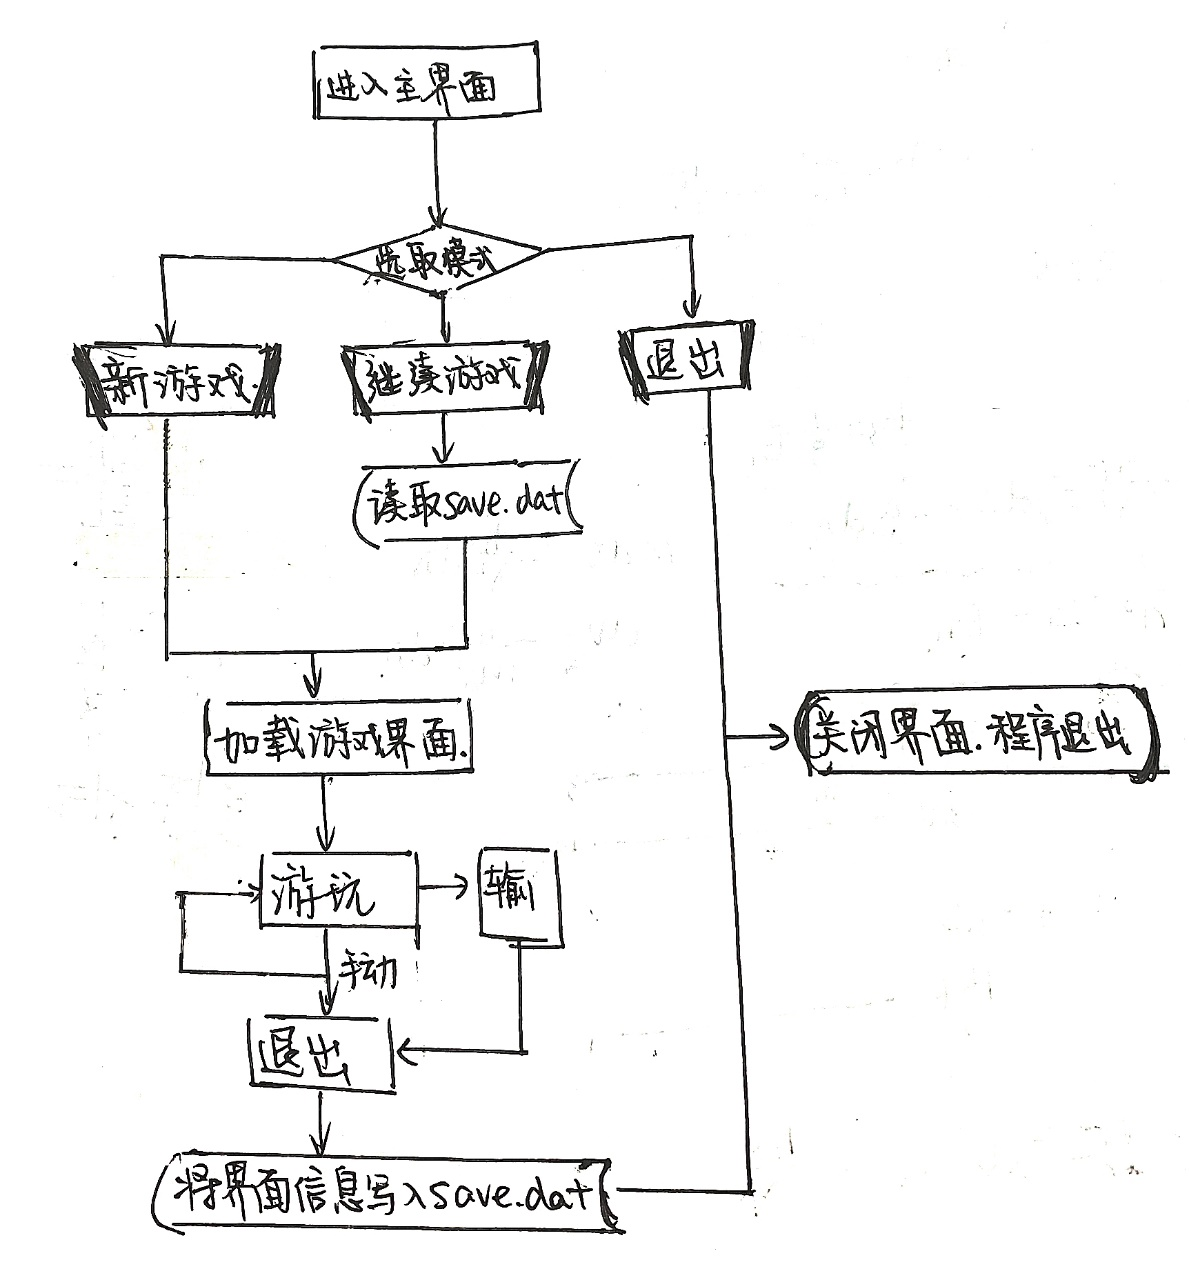 进入主界面
选取模式
新游戏
继续游戏
退出
读取save.dat
加载游戏界面.
关闭界面.程序退出
游玩
输
手动
退出
将界面信息写入save.dat